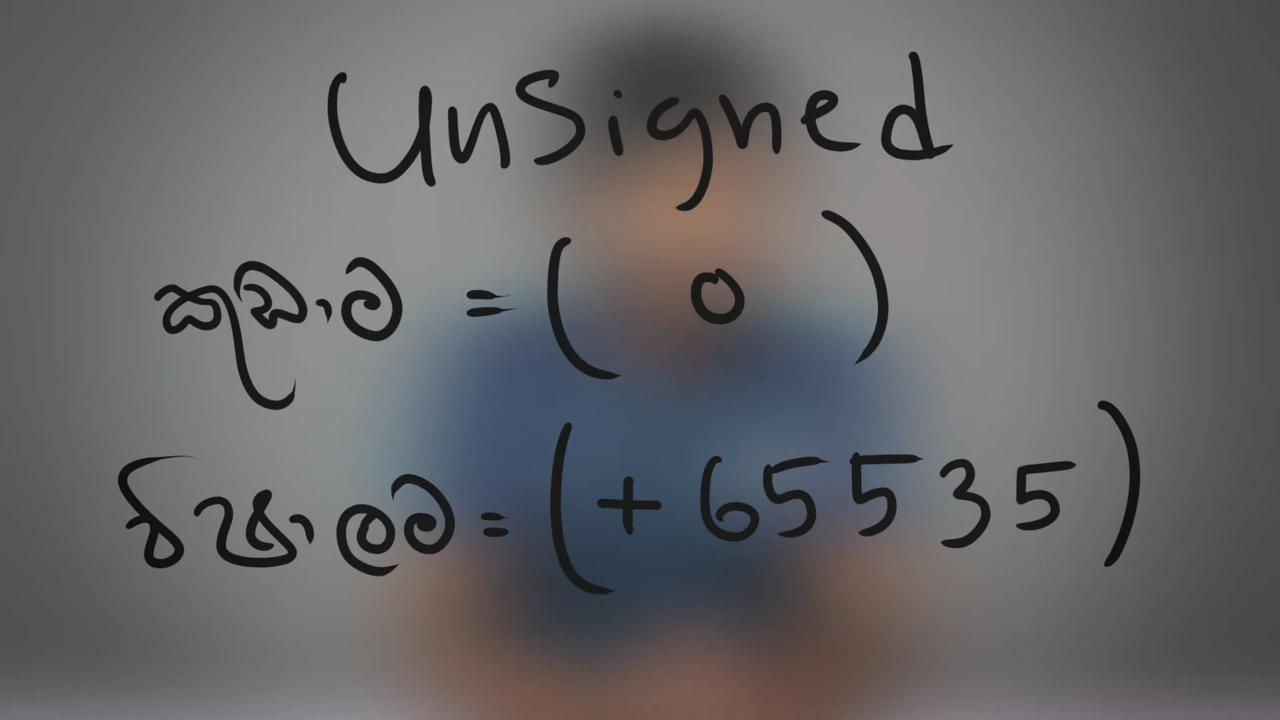 Unsigned
කුඩාම = ( 0 )
විශාලම = ( + 65535 )